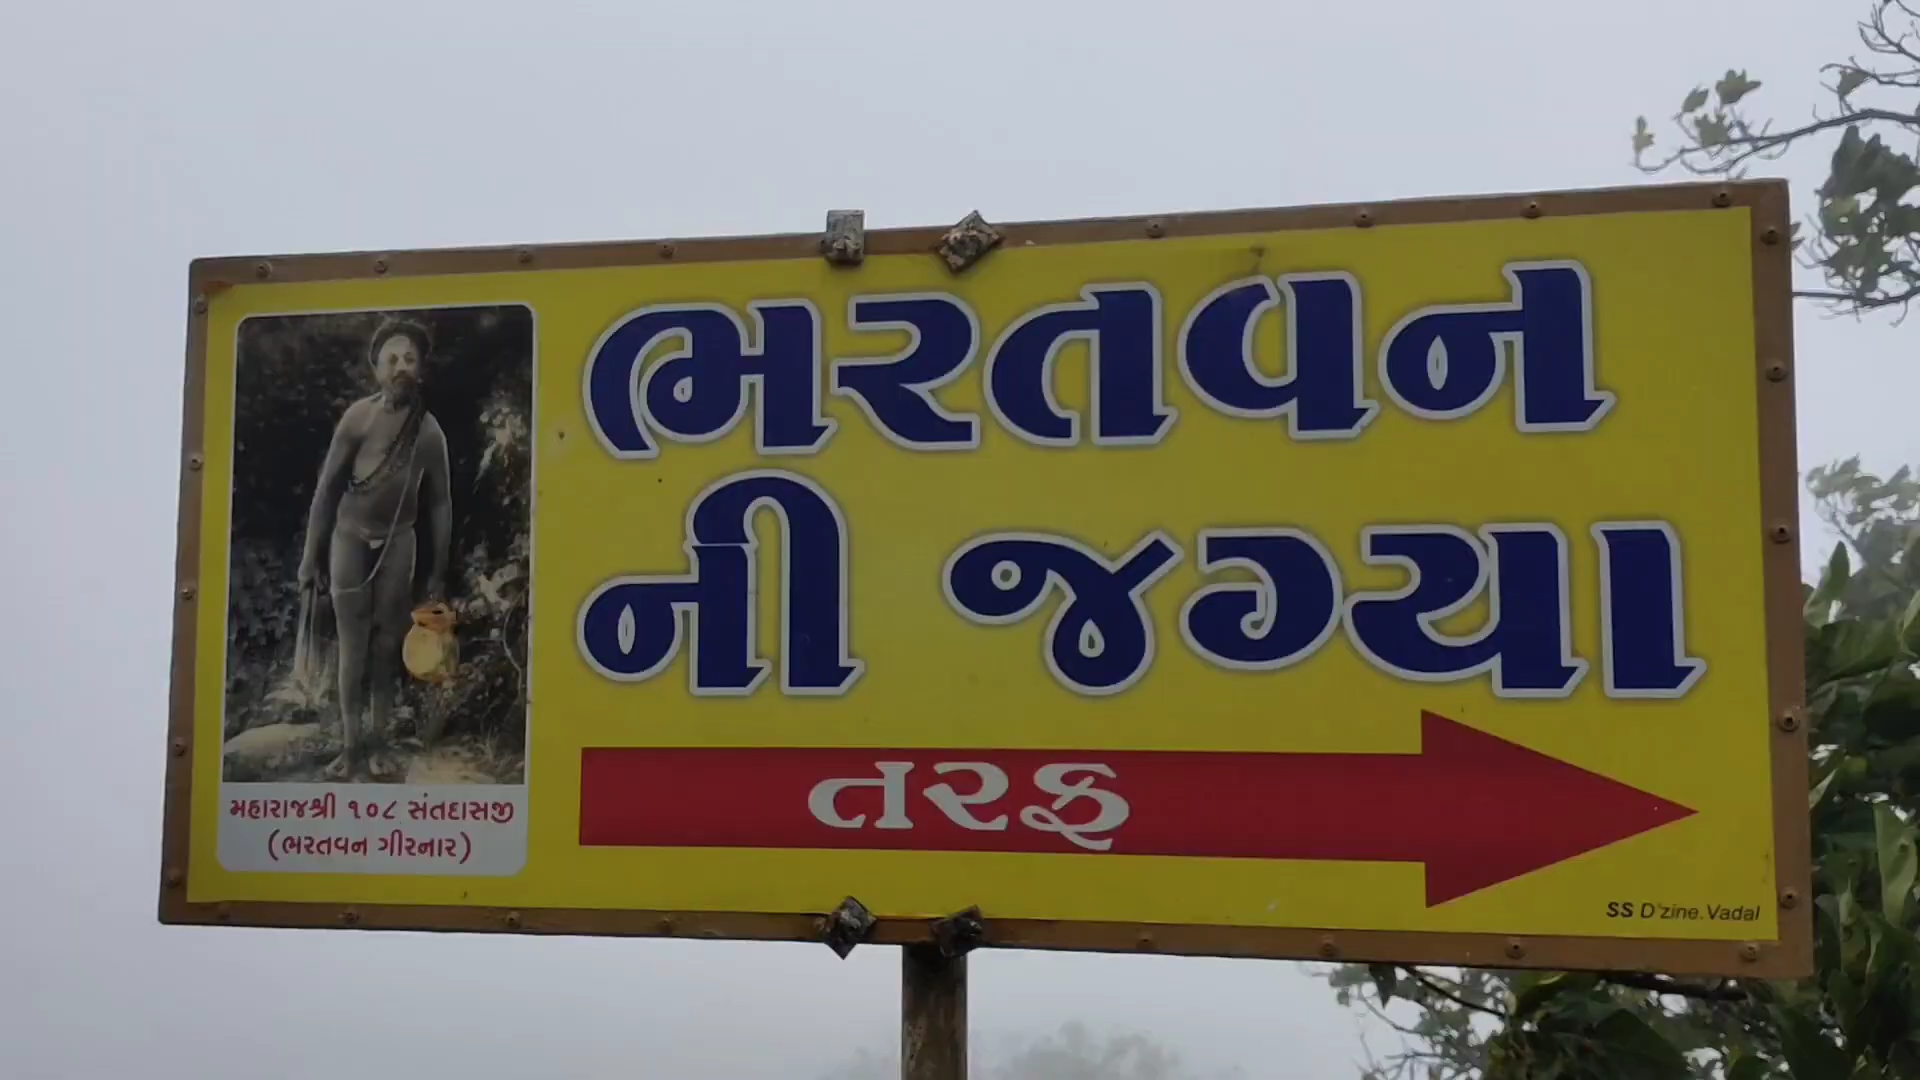 ભરતવન
ની જગ્યા
તરફ
મહારાજશ્રી ૧૦૮ સંતદાસજી
(ભરતવન ગીરનાર)
SS D'zine.Vadal